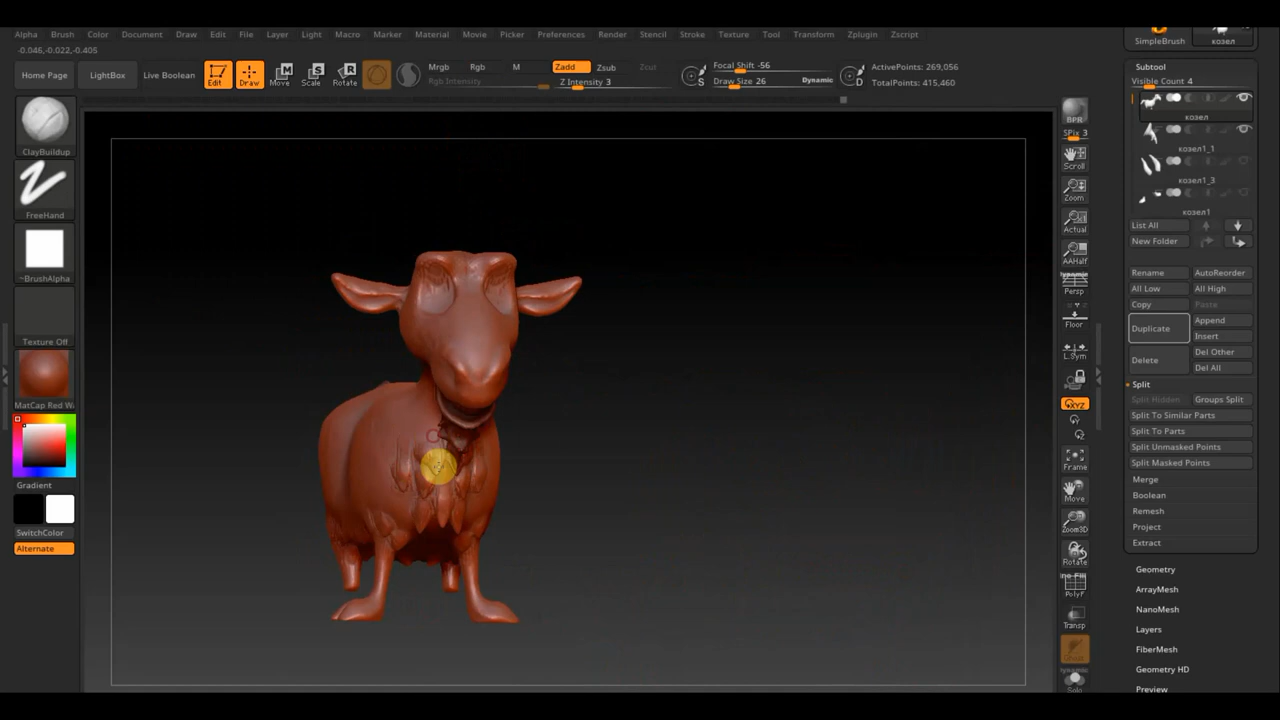 Alpha Brush Color Document Draw Edit File Layer Light Macro Marker Material Movie Picker Preferences Render Stencil Stroke Texture Tool Transform Zplugin Zscript
-0.046,-0.022,-0.405
Home Page
LightBox
Live Boolean
Edit
Draw
Move
Scale
Rotate
Mrgb Rgb M
Rgb Intensity
Zadd Zsub Zcut
Z Intensity 3
S
Focal Shift -56
Draw Size 26
Dynamic
D
ActivePoints: 269,056
TotalPoints: 415,460
ClayBuildup
FreeHand
~BrushAlpha
Texture Off
MatCap Red W
Gradient
SwitchColor
Alternate
BPR
SPix 3
Scroll
Zoom
Actual
AAHalf
Dynamic
Persp
Floor
L.Sym
XYZ
Y
Z
Frame
Move
Zoom3D
Rotate
PolyF
Transp
Solo
SimpleBrush
козел
Subtool
Visible Count 4
козел
козел1_1
козел1_3
козел1
List All
New Folder
Rename AutoReorder
All Low All High
Copy Paste
Duplicate
Append
Insert
Delete
Del Other
Del All
Split
Split Hidden Groups Split
Split To Similar Parts
Split To Parts
Split Unmasked Points
Split Masked Points
Merge
Boolean
Remesh
Project
Extract
Geometry
ArrayMesh
NanoMesh
Layers
FiberMesh
Geometry HD
Preview